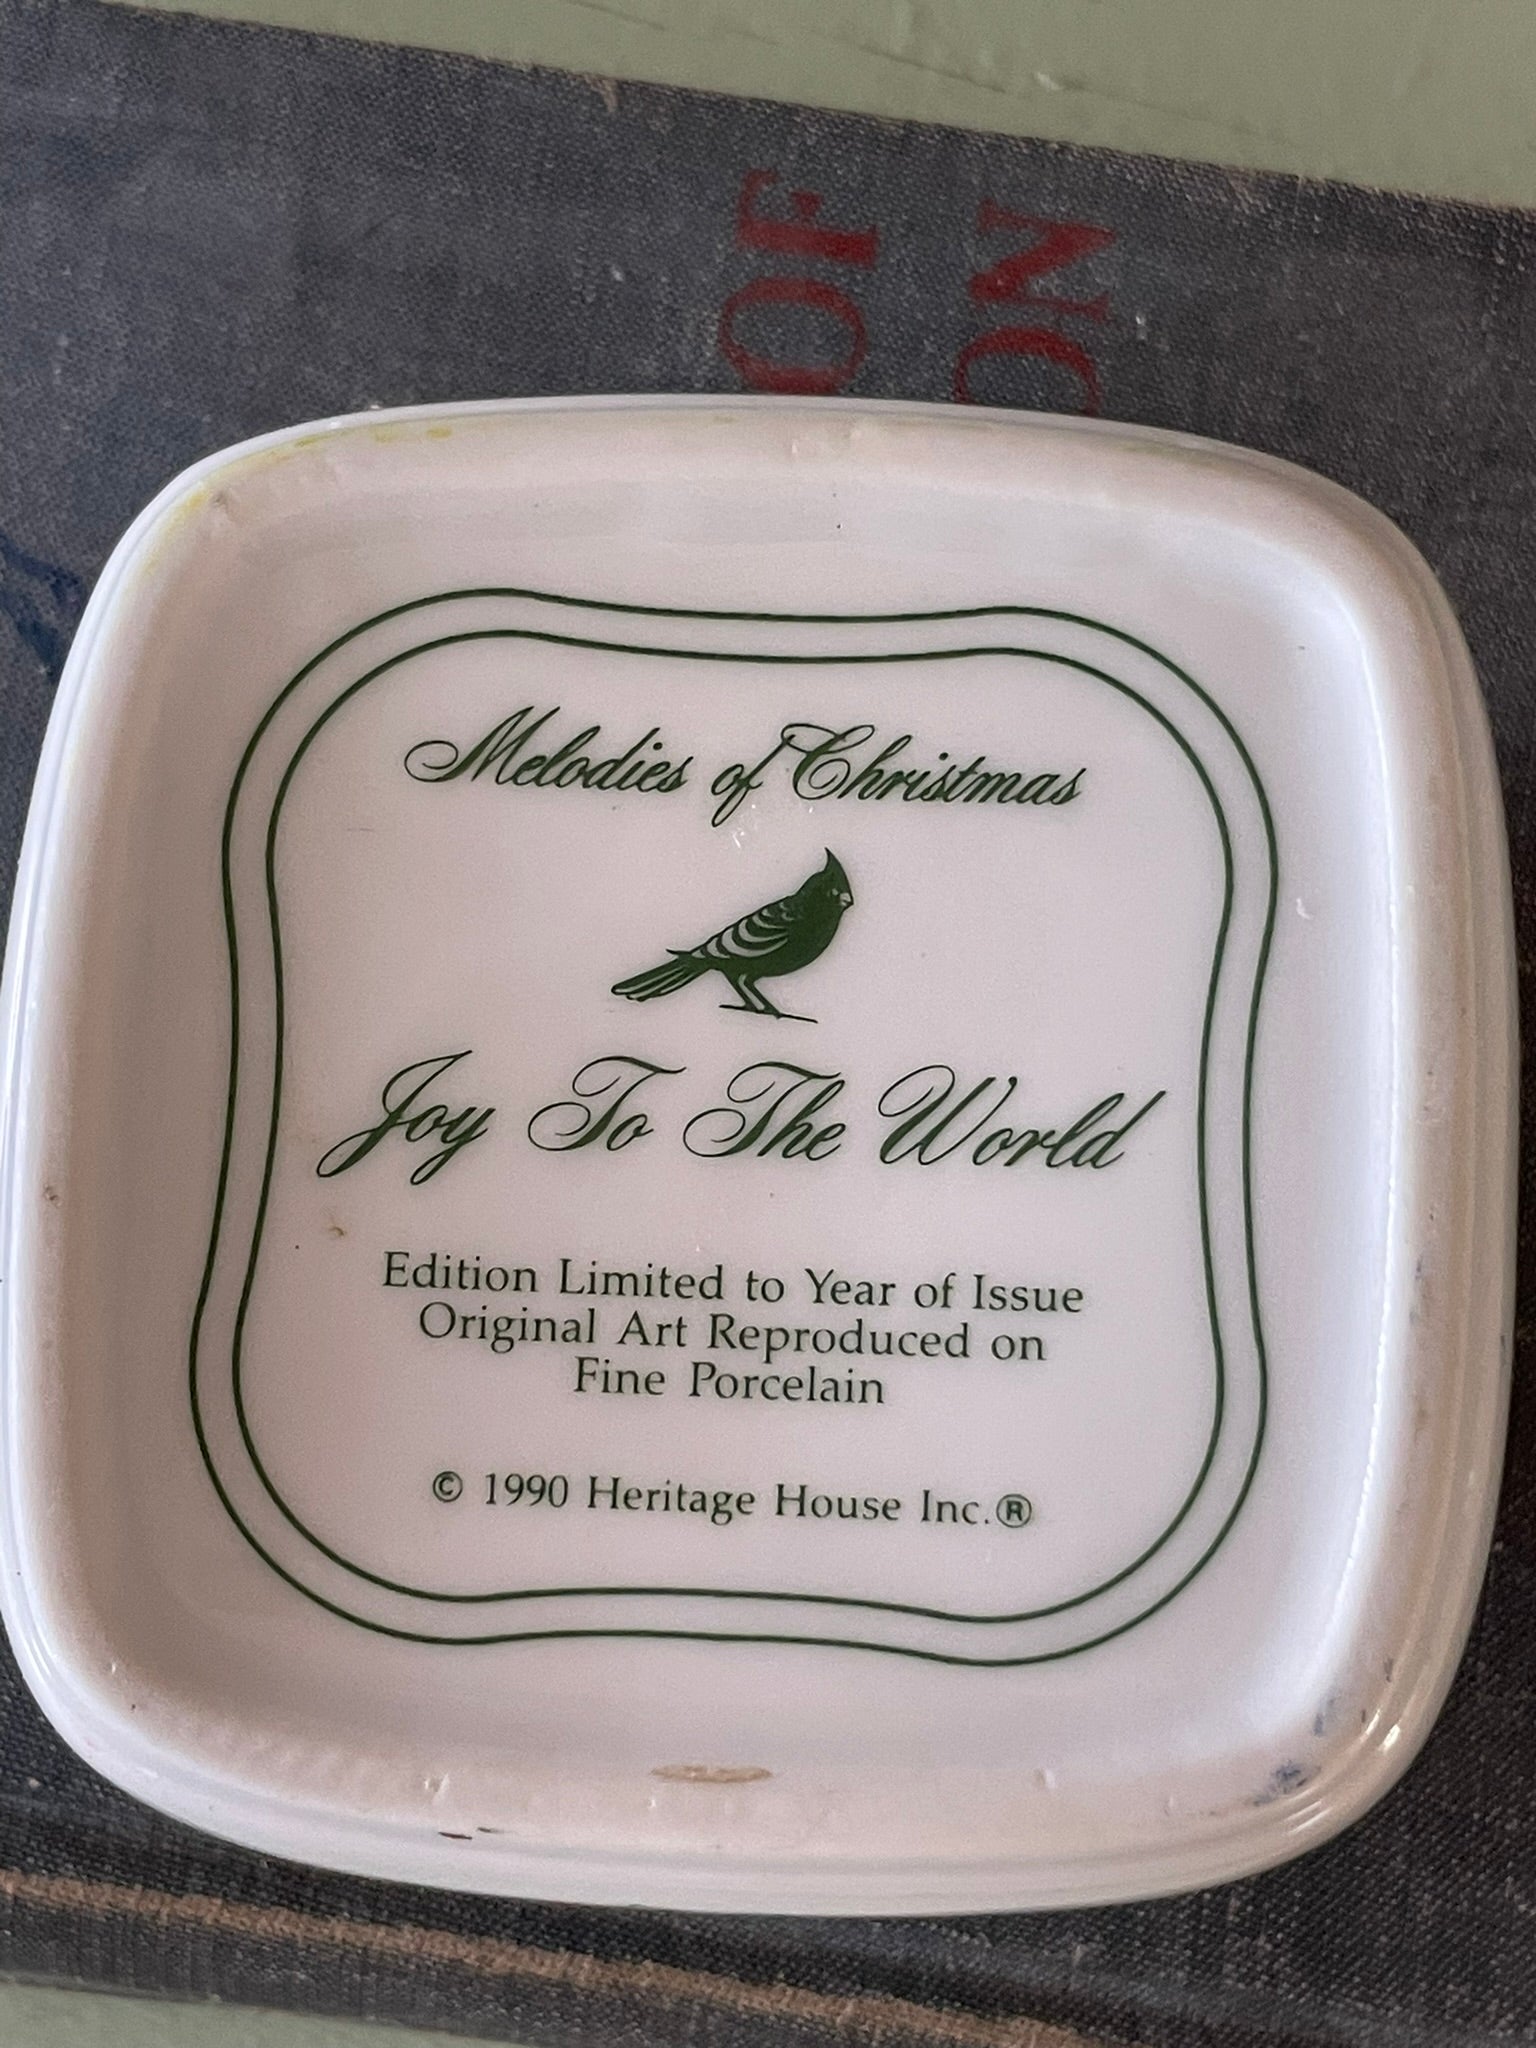 OF
ON
Melodies of Christmas
Joy To The World
Edition Limited to Year of Issue
Original Art Reproduced on
Fine Porcelain
© 1990 Heritage House Inc.®